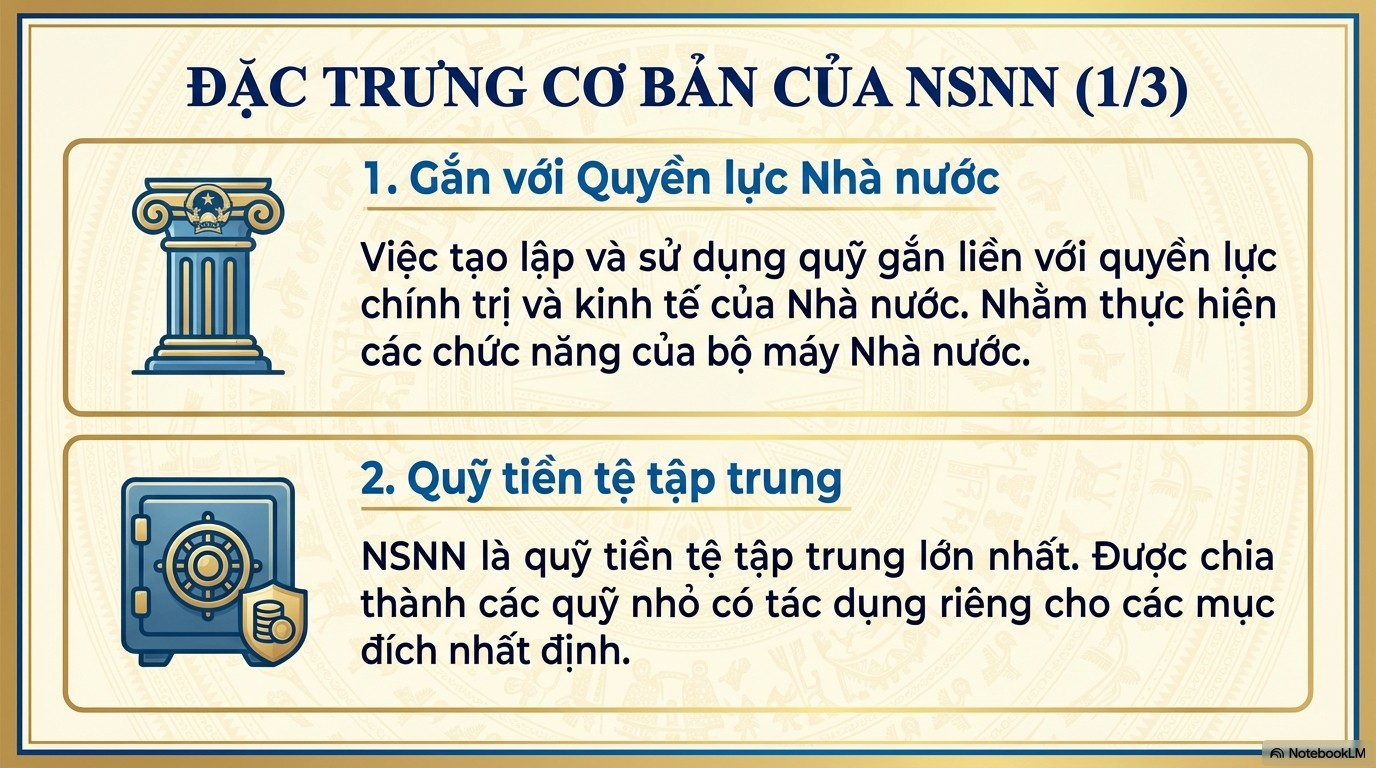 ĐẶC TRƯNG CƠ BẢN CỦA NSNN (1/3)
1. Gắn với Quyền lực Nhà nước
Việc tạo lập và sử dụng quỹ gắn liền với quyền lực
chính trị và kinh tế của Nhà nước. Nhằm thực hiện
các chức năng của bộ máy Nhà nước.
2. Quỹ tiền tệ tập trung
NSNN là quỹ tiền tệ tập trung lớn nhất. Được chia
thành các quỹ nhỏ có tác dụng riêng cho các mục
đích nhất định.
NotebookLM